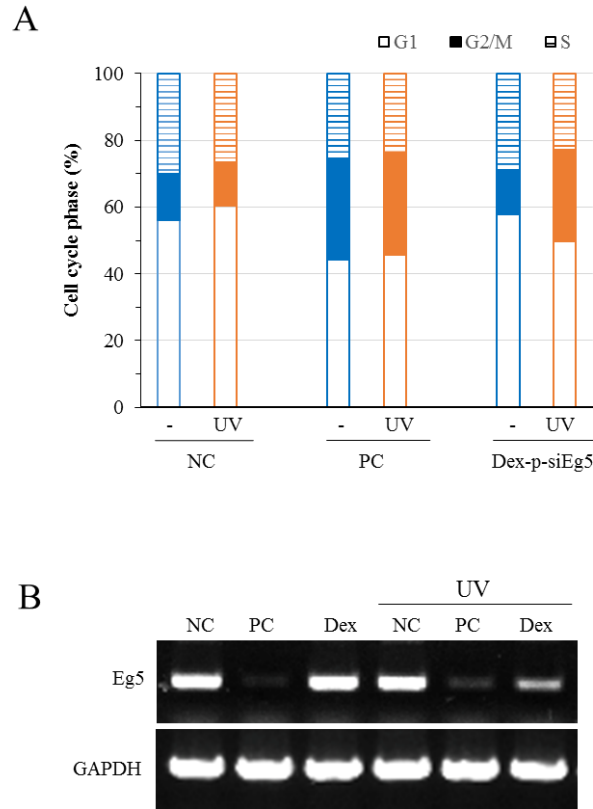 A
G1 G2/M S
Cell cycle phase (%)
100
80
60
40
20
0
- UV - UV - UV
NC PC Dex-p-siEg5
B
UV
NC PC Dex NC PC Dex
Eg5
GAPDH